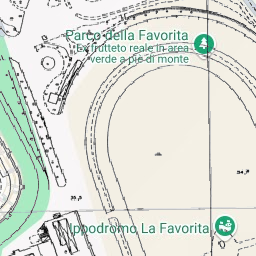 Parco della Favorita
Ex frutteto reale in area
verde a piè di monte
Ippodromo La Favorita